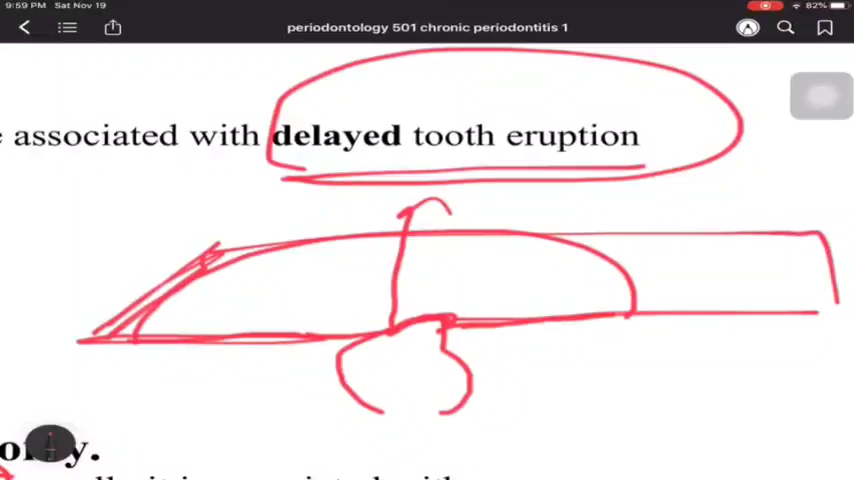 9:59 PM Sat Nov 19 82%
periodontology 501 chronic periodontitis 1
e associated with delayed tooth eruption